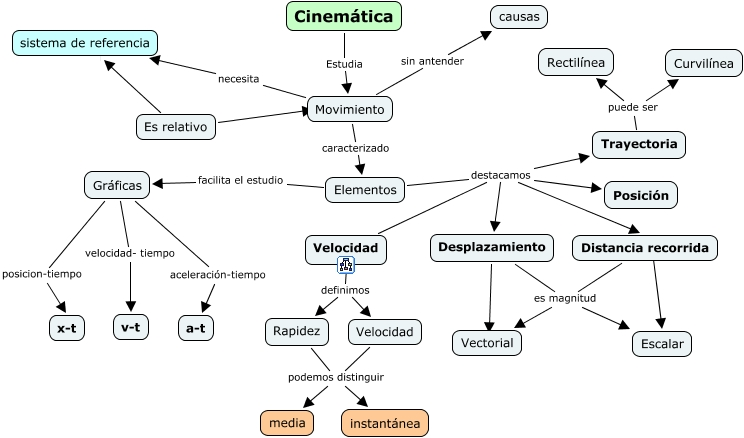 Cinemática
causas
sistema de referencia
Estudia
sin antender
Rectilínea
Curvilínea
necesita
Movimiento
puede ser
Es relativo
caracterizado
Trayectoria
Gráficas
facilita el estudio
Elementos
destacamos
Posición
velocidad- tiempo
Velocidad
Desplazamiento
Distancia recorrida
posicion-tiempo
aceleración-tiempo
definimos
es magnitud
x-t
v-t
a-t
Rapidez
Velocidad
Vectorial
Escalar
podemos distinguir
media
instantánea